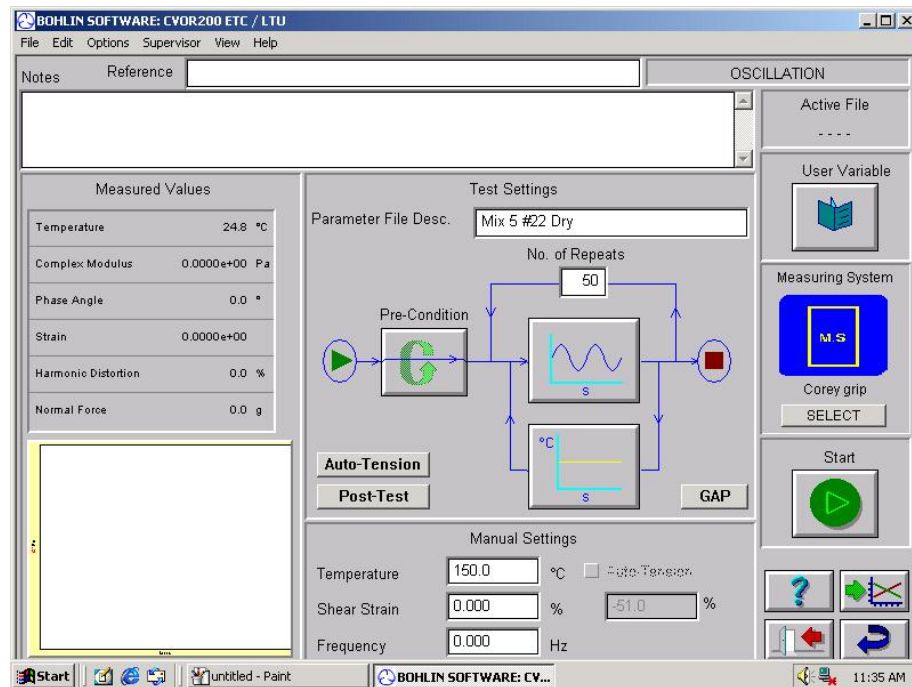 BOHLIN SOFTWARE: CVOR200 ETC / LTU
File Edit Options Supervisor View Help
Notes Reference
OSCILLATION
Active File
----
User Variable
Measured Values
Temperature 24.8 °C
Complex Modulus 0.0000e+00 Pa
Phase Angle 0.0 °
Strain 0.0000e+00
Harmonic Distortion 0.0 %
Normal Force 0.0 g
Test Settings
Parameter File Desc. Mix 5 #22 Dry
No. of Repeats
50
Pre-Condition
S
°C
S
Auto-Tension
Post-Test
GAP
Measuring System
M.S
Corey grip
SELECT
Start
Manual Settings
Temperature 150.0 °C Auto-Tension
Shear Strain 0.000 % -51.0 %
Frequency 0.000 Hz
?
Start untitled - Paint BOHLIN SOFTWARE: CV... 11:35 AM